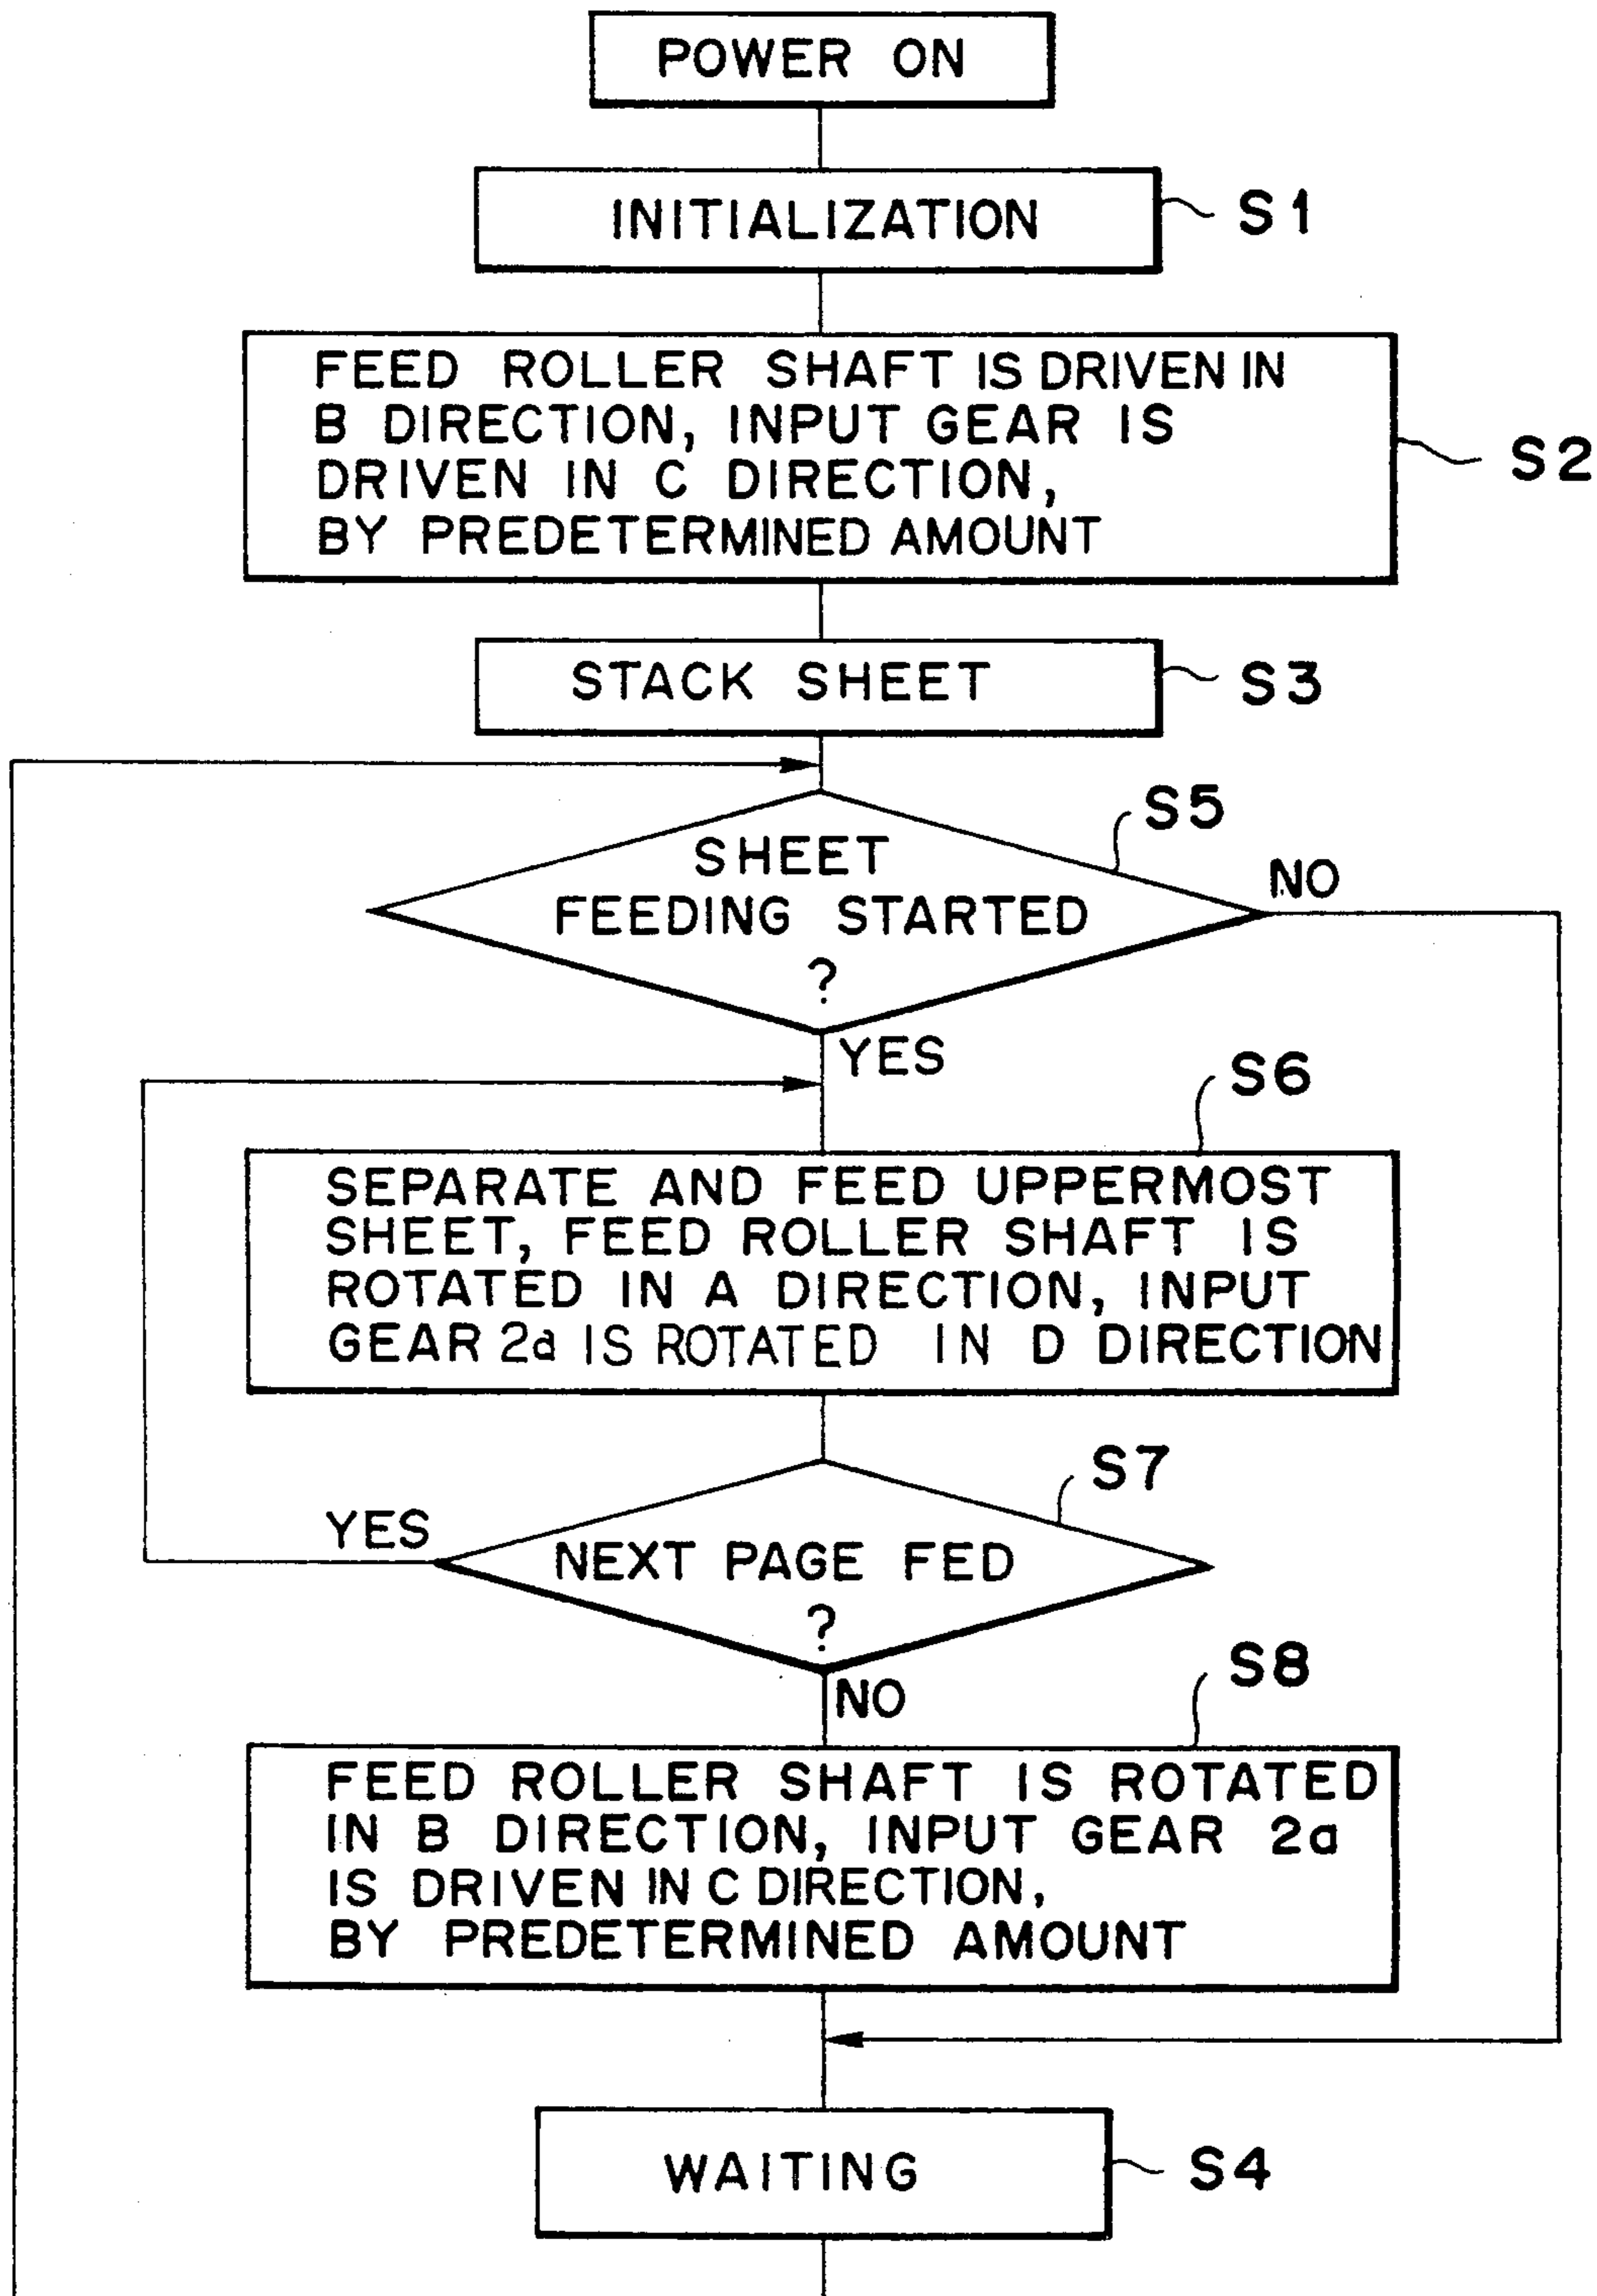 POWER ON
INITIALIZATION
S1
FEED ROLLER SHAFT IS DRIVEN IN
B DIRECTION, INPUT GEAR IS
DRIVEN IN C DIRECTION,
BY PREDETERMINED AMOUNT
S2
STACK SHEET
S3
S5
SHEET
FEEDING STARTED
?
NO
YES
S6
SEPARATE AND FEED UPPERMOST
SHEET, FEED ROLLER SHAFT IS
ROTATED IN A DIRECTION, INPUT
GEAR 2a IS ROTATED IN D DIRECTION
S7
YES
NEXT PAGE FED
?
NO
S8
FEED ROLLER SHAFT IS ROTATED
IN B DIRECTION, INPUT GEAR 2a
IS DRIVEN IN C DIRECTION,
BY PREDETERMINED AMOUNT
WAITING
S4